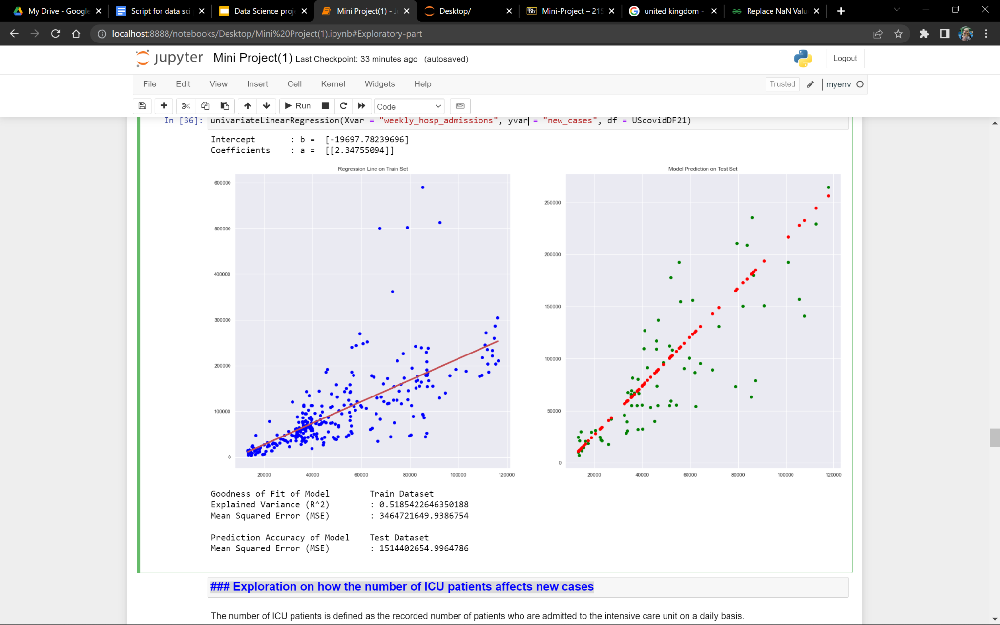 My Drive - Google
Script for data sci
Data Science proj
Mini Project(1) - J
Desktop/
Bb
Mini-Project – 21S
united kingdom -
Replace NaN Valu
localhost:8888/notebooks/Desktop/Mini%20Project(1).ipynb#Exploratory-part
jupyter Mini Project(1) Last Checkpoint: 33 minutes ago (autosaved)
Logout
File Edit View Insert Cell Kernel Widgets Help
Trusted
myenv
Run
Code
In [36]: univariateLinearRegression(Xvar = "weekly_hosp_admissions", yvar = "new_cases", df = UScovidDF21)
Intercept : b = [-19697.78239696]
Coefficients : a = [[2.34755094]]
Regression Line on Train Set
600000
500000
400000
300000
200000
100000
0
20000 40000 60000 80000 100000 120000
Model Prediction on Test Set
250000
200000
150000
100000
50000
0
20000 40000 60000 80000 100000 120000
Goodness of Fit of Model Train Dataset
Explained Variance (R^2) : 0.5185422646350188
Mean Squared Error (MSE) : 3464721649.9386754
Prediction Accuracy of Model Test Dataset
Mean Squared Error (MSE) : 1514402654.9964786
### Exploration on how the number of ICU patients affects new cases
The number of ICU patients is defined as the recorded number of patients who are admitted to the intensive care unit on a daily basis.